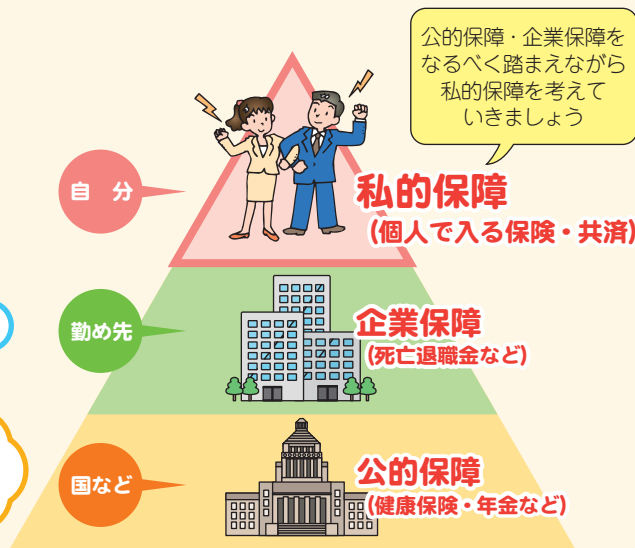 公的保障・企業保障を
なるべく踏まえながら
私的保障を考えて
いきましょう
自 分
私的保障
(個人で入る保険・共済)
勤め先
企業保障
(死亡退職金など)
国など
公的保障
(健康保険・年金など)